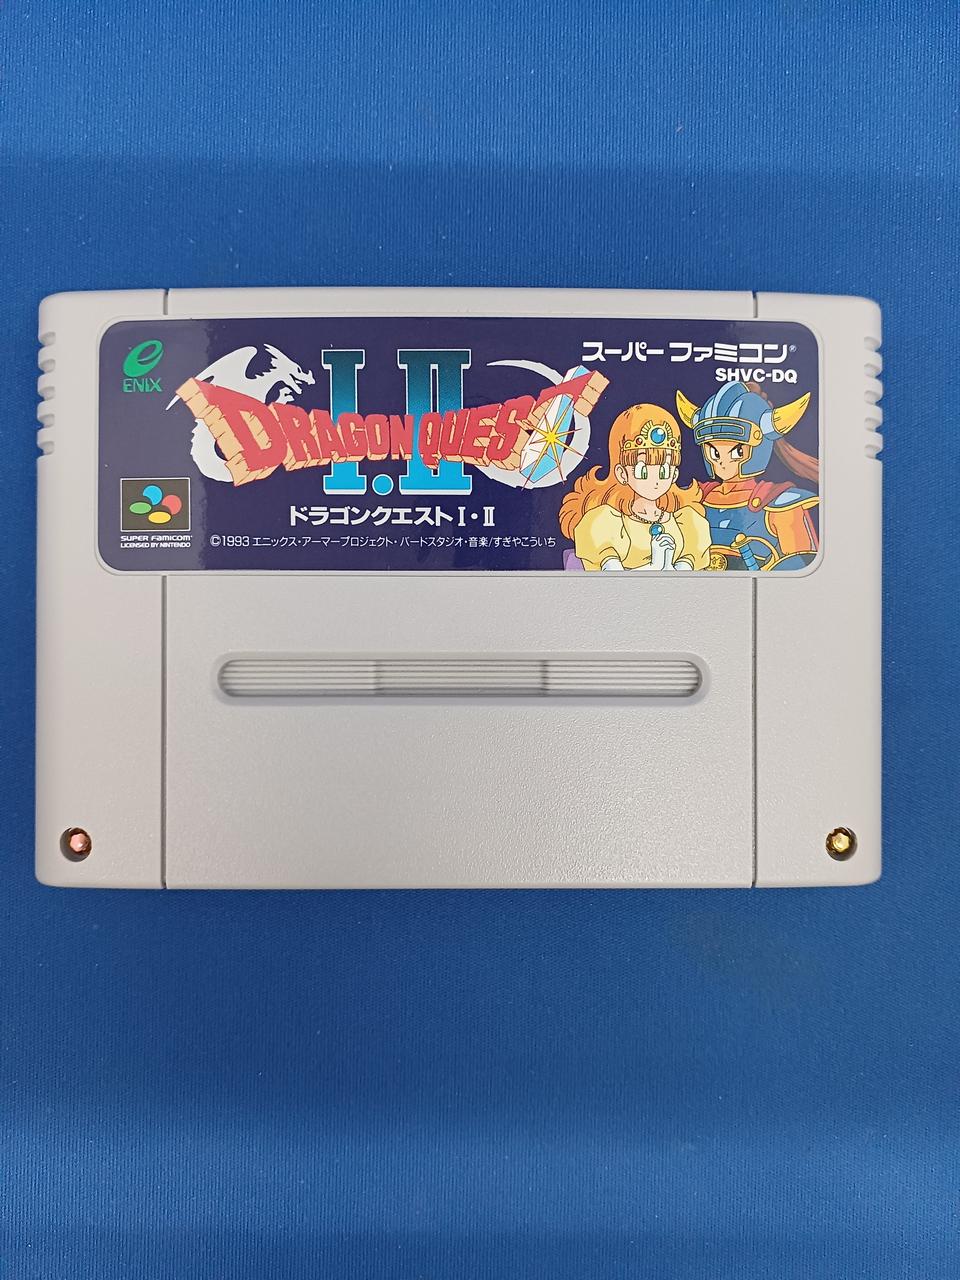 ENIX
I.II
DRAGON QUEST
スーパーファミコン®
SHVC-DQ
ドラゴンクエストI・II
SUPER FAMICOM
LICENSED BY NINTENDO
©1993 エニックス・アーマープロジェクト・バードスタジオ・音楽/すぎやこういち